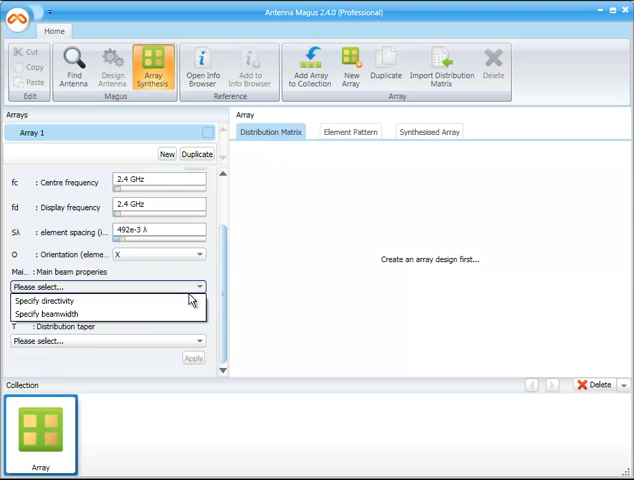 Antenna Magus 2.4.0 (Professional)
Home
Cut
Copy
Paste
Edit
Find Antenna
Design Antenna
Array Synthesis
Magus
Open Info Browser
Add to Info Browser
Reference
Add Array to Collection
New Array
Duplicate
Import Distribution Matrix
Delete
Array
Arrays
Array 1
New Duplicate
fc : Centre frequency 2.4 GHz
fd : Display frequency 2.4 GHz
Sλ : element spacing (i... 492e-3 λ
O : Orientation (eleme... X
Mai... : Main beam properies
Please select...
Specify directivity
Specify beamwidth
T : Distribution taper
Please select...
Apply
Array
Distribution Matrix Element Pattern Synthesised Array
Create an array design first...
Collection
Delete
Array